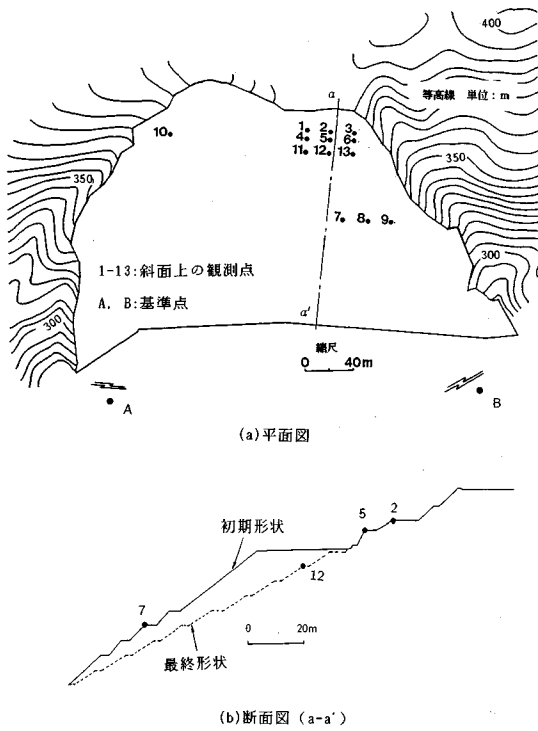 400
a
等高線 単位:m
10
1 2 3
4 5 6
11 12 13
350
350
7 8 9
1-13:斜面上の観測点
300
A, B:基準点
a'
300
縮尺
0 40m
A
B
(a)平面図
2
5
初期形状
12
7
0 20m
最終形状
(b)断面図 (a-a')